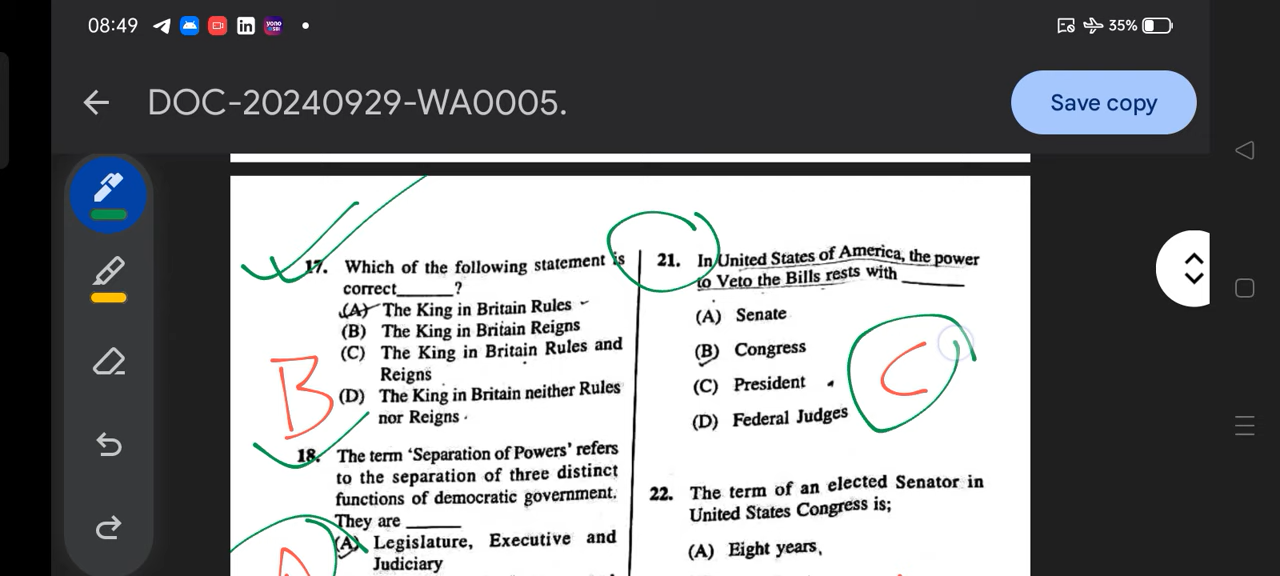 08:49
35%
DOC-20240929-WA0005.
Save copy
17. Which of the following statement is
correct______?
(A) The King in Britain Rules
(B) The King in Britain Reigns
(C) The King in Britain Rules and
Reigns
(D) The King in Britain neither Rules
nor Reigns
B
18. The term ‘Separation of Powers’ refers
to the separation of three distinct
functions of democratic government.
They are ______
(A) Legislature, Executive and
Judiciary
21. In United States of America, the power
to Veto the Bills rests with ______
(A) Senate
(B) Congress
(C) President
(D) Federal Judges
C
22. The term of an elected Senator in
United States Congress is;
(A) Eight years,